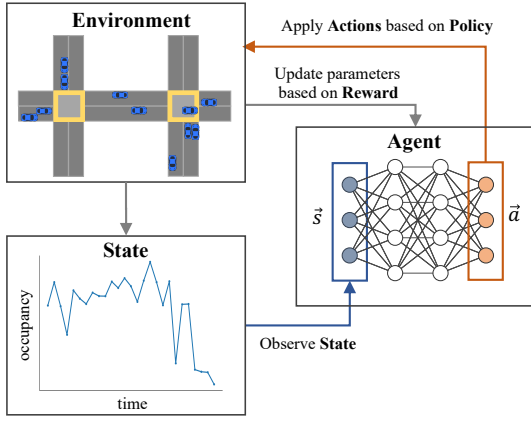 Environment
Apply Actions based on Policy
Update parameters
based on Reward
Agent
s⃗
a⃗
State
occupancy
time
Observe State